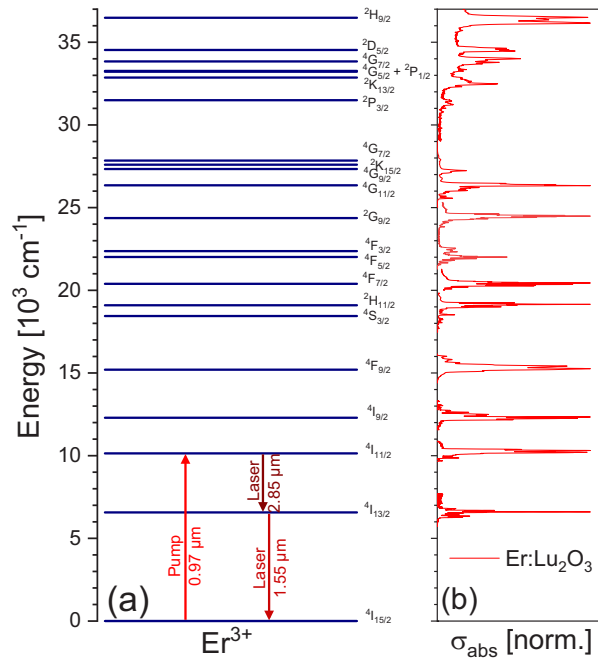 Energy [10³ cm⁻¹]
35
30
25
20
15
10
5
0
²H₉/₂
²D₅/₂
⁴G₇/₂
⁴G₅/₂ + ²P₁/₂
²K₁₃/₂
²P₃/₂
⁴G₇/₂
²K₁₅/₂
⁴G₉/₂
⁴G₁₁/₂
²G₉/₂
⁴F₃/₂
⁴F₅/₂
⁴F₇/₂
²H₁₁/₂
⁴S₃/₂
⁴F₉/₂
⁴I₉/₂
⁴I₁₁/₂
⁴I₁₃/₂
⁴I₁₅/₂
Pump
0.97 µm
Laser
2.85 µm
Laser
1.55 µm
(a)
Er³⁺
Er:Lu₂O₃
(b)
σabs [norm.]